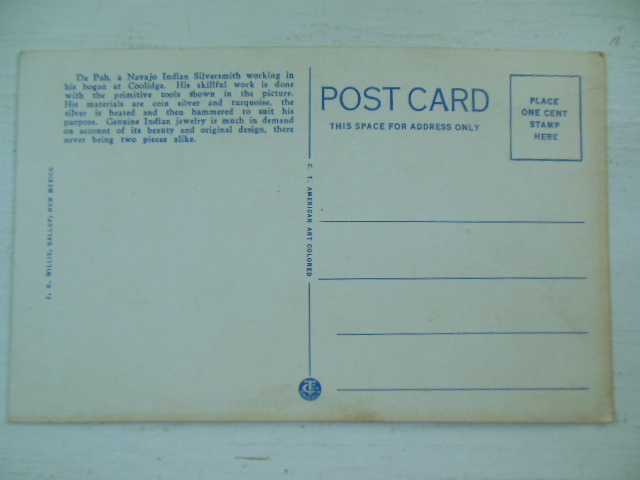 Da Pah, a Navajo Indian Silversmith working in
his hogan at Coolidge. His skillful work is done
with the primitive tools shown in the picture.
His materials are coin silver and turquoise, the
silver is heated and then hammered to suit his
purpose. Genuine Indian jewelry is much in demand
on account of its beauty and original design, there
never being two pieces alike.
J. R. WILLIS, GALLUP, NEW MEXICO
C. T. AMERICAN ART COLORED
POST CARD
THIS SPACE FOR ADDRESS ONLY
PLACE
ONE CENT
STAMP
HERE